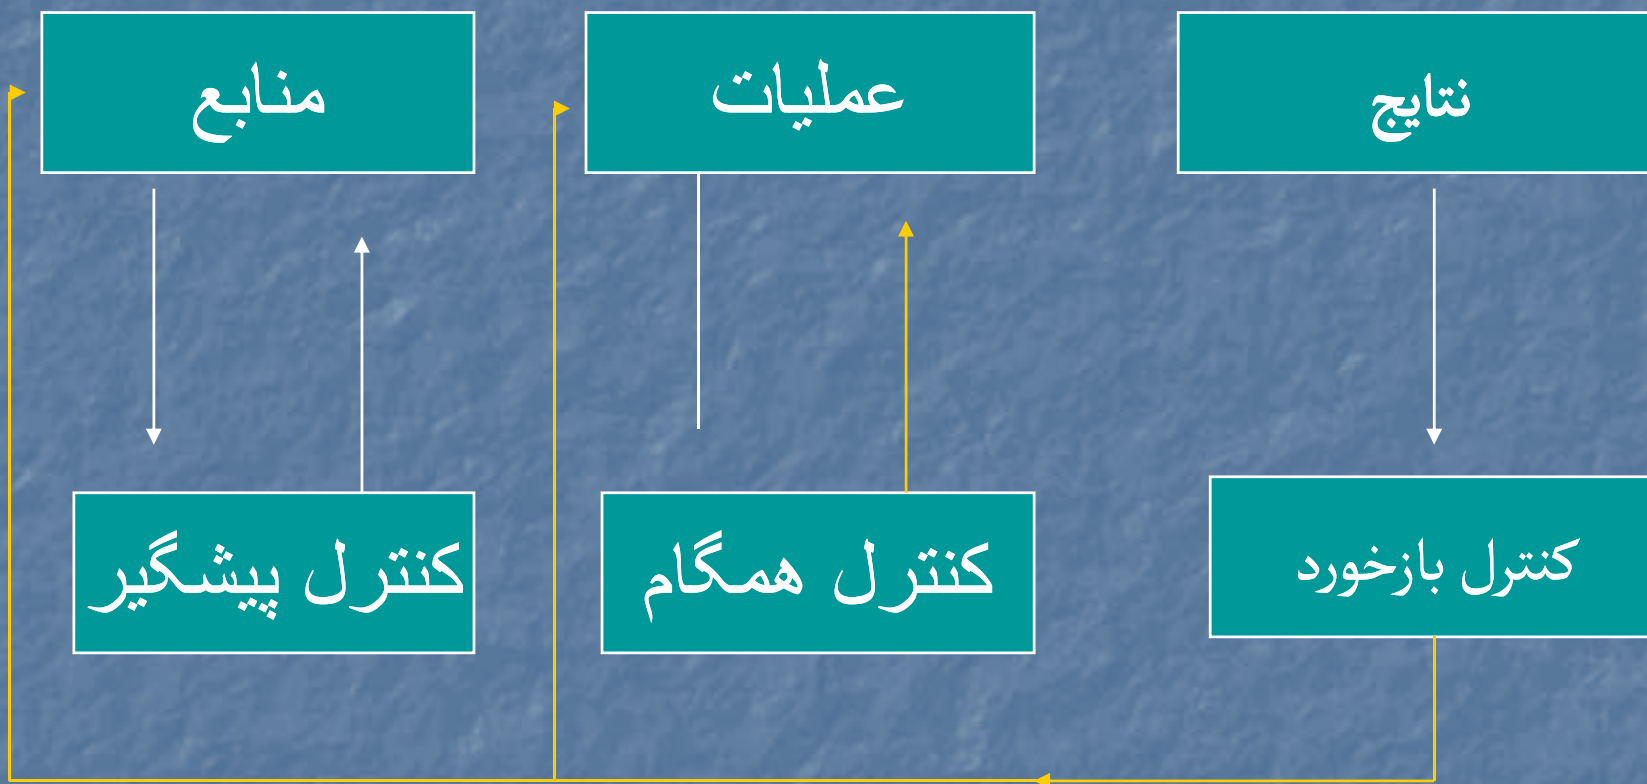 منابع
عملیات
نتایج
کنترل پیشگیر
کنترل همگام
کنترل بازخورد